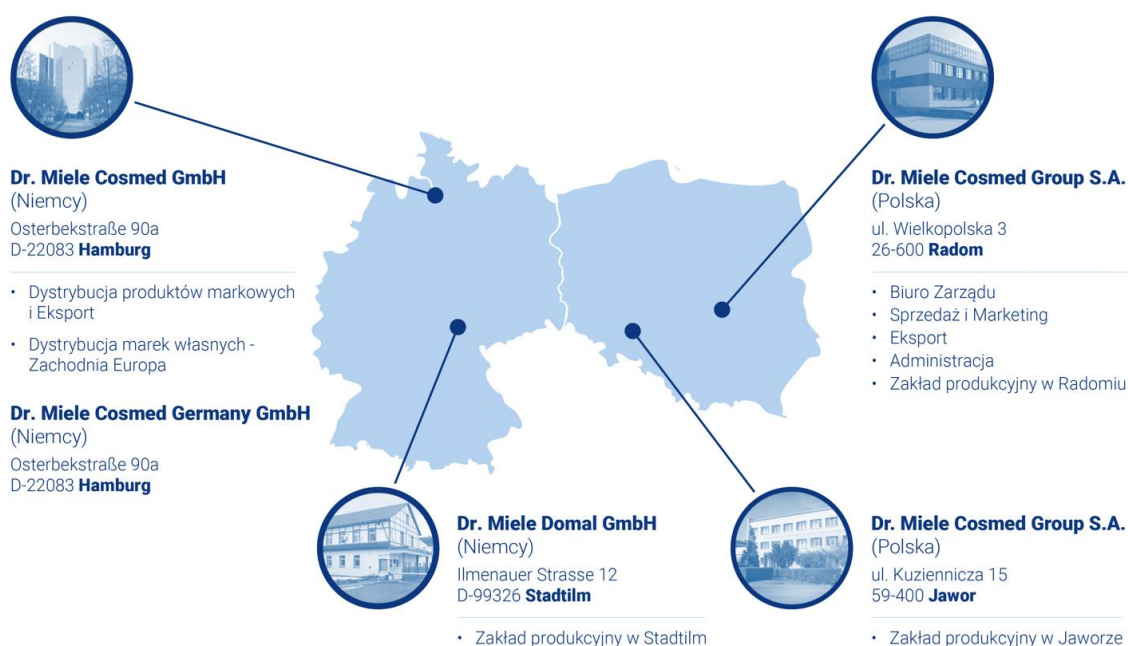 Dr. Miele Cosmed GmbH
(Niemcy)
Osterbekstraße 90a
D-22083 Hamburg
• Dystrybucja produktów markowych
i Eksport
• Dystrybucja marek własnych -
Zachodnia Europa
Dr. Miele Cosmed Germany GmbH
(Niemcy)
Osterbekstraße 90a
D-22083 Hamburg
Dr. Miele Domal GmbH
(Niemcy)
Ilmenauer Strasse 12
D-99326 Stadtilm
• Zakład produkcyjny w Stadtilm
Dr. Miele Cosmed Group S.A.
(Polska)
ul. Wielkopolska 3
26-600 Radom
• Biuro Zarządu
• Sprzedaż i Marketing
• Eksport
• Administracja
• Zakład produkcyjny w Radomiu
Dr. Miele Cosmed Group S.A.
(Polska)
ul. Kuziennicza 15
59-400 Jawor
• Zakład produkcyjny w Jaworze